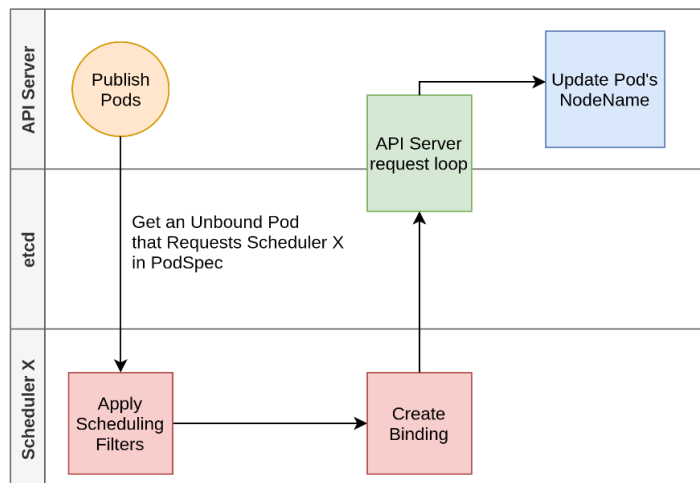 API Server
Publish
Pods
Update Pod's
NodeName
API Server
request loop
etcd
Get an Unbound Pod
that Requests Scheduler X
in PodSpec
Scheduler X
Apply
Scheduling
Filters
Create
Binding